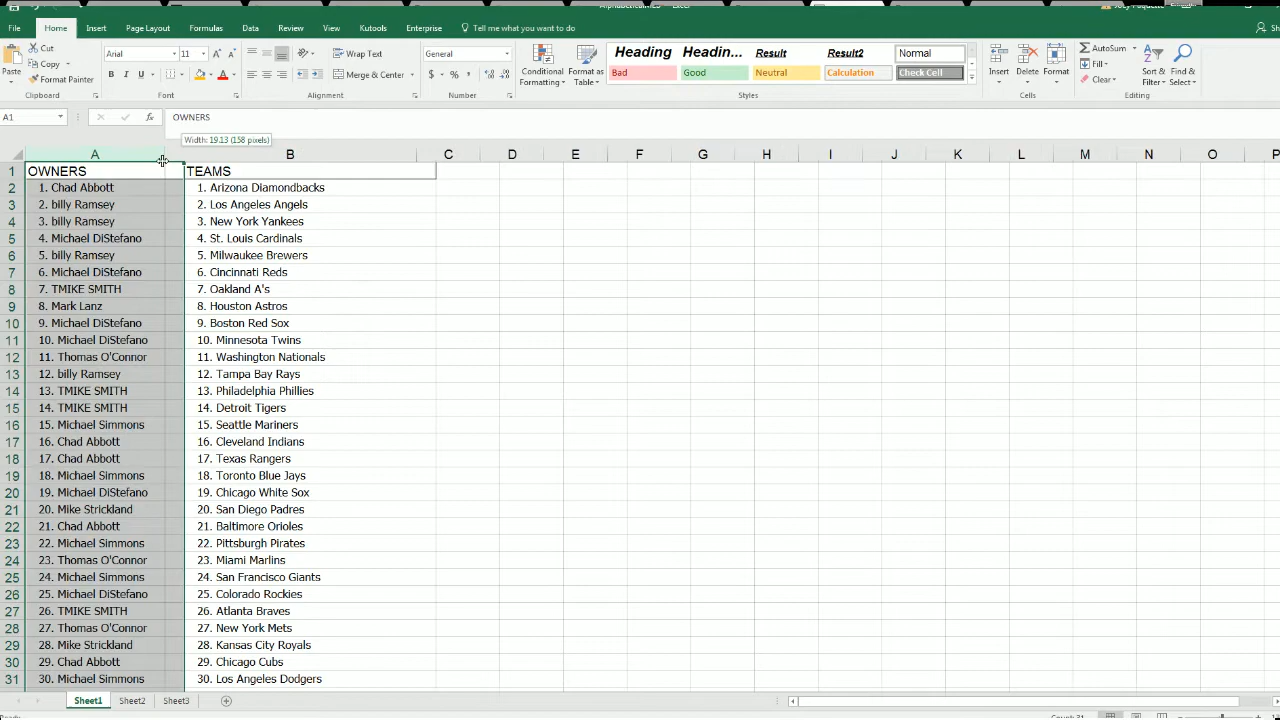 File Home Insert Page Layout Formulas Data Review View Kutools Enterprise Tell me what you want to do
Cut Arial 11 Wrap Text General Heading Headin... Result Result2 Normal AutoSum
Copy
Paste Format Painter B I U Merge & Center $ % Conditional Formatting Format as Table Bad Good Neutral Calculation Check Cell Insert Delete Format Fill Clear Sort & Filter Find & Select
Clipboard Font Alignment Number Styles Cells Editing
A1 fx OWNERS
Width: 19.13 (158 pixels)
A B C D E F G H I J K L M N O P
1 OWNERS TEAMS
2 1. Chad Abbott 1. Arizona Diamondbacks
3 2. billy Ramsey 2. Los Angeles Angels
4 3. billy Ramsey 3. New York Yankees
5 4. Michael DiStefano 4. St. Louis Cardinals
6 5. billy Ramsey 5. Milwaukee Brewers
7 6. Michael DiStefano 6. Cincinnati Reds
8 7. TMIKE SMITH 7. Oakland A's
9 8. Mark Lanz 8. Houston Astros
10 9. Michael DiStefano 9. Boston Red Sox
11 10. Michael DiStefano 10. Minnesota Twins
12 11. Thomas O'Connor 11. Washington Nationals
13 12. billy Ramsey 12. Tampa Bay Rays
14 13. TMIKE SMITH 13. Philadelphia Phillies
15 14. TMIKE SMITH 14. Detroit Tigers
16 15. Michael Simmons 15. Seattle Mariners
17 16. Chad Abbott 16. Cleveland Indians
18 17. Chad Abbott 17. Texas Rangers
19 18. Michael Simmons 18. Toronto Blue Jays
20 19. Michael DiStefano 19. Chicago White Sox
21 20. Mike Strickland 20. San Diego Padres
22 21. Chad Abbott 21. Baltimore Orioles
23 22. Michael Simmons 22. Pittsburgh Pirates
24 23. Thomas O'Connor 23. Miami Marlins
25 24. Michael Simmons 24. San Francisco Giants
26 25. Michael DiStefano 25. Colorado Rockies
27 26. TMIKE SMITH 26. Atlanta Braves
28 27. Thomas O'Connor 27. New York Mets
29 28. Mike Strickland 28. Kansas City Royals
30 29. Chad Abbott 29. Chicago Cubs
31 30. Michael Simmons 30. Los Angeles Dodgers
Sheet1 Sheet2 Sheet3